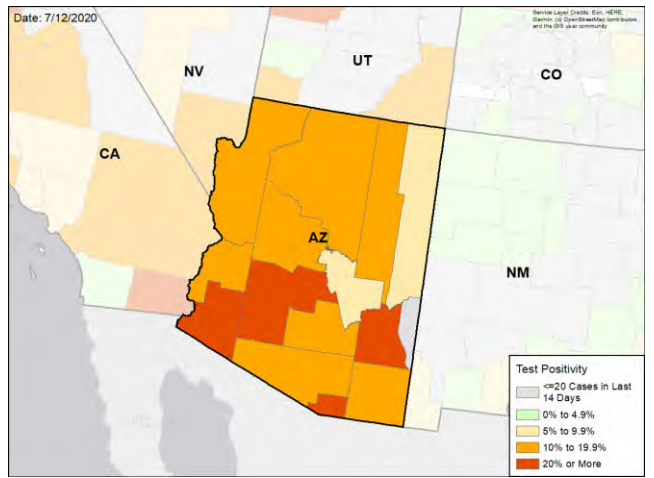 Date: 7/12/2020
Service Layer Credits: Esri, HERE,
Garmin, (c) OpenStreetMap contributors,
and the GIS user community
NV
UT
CO
CA
AZ
NM
Test Positivity
<=20 Cases in Last
14 Days
0% to 4.9%
5% to 9.9%
10% to 19.9%
20% or More